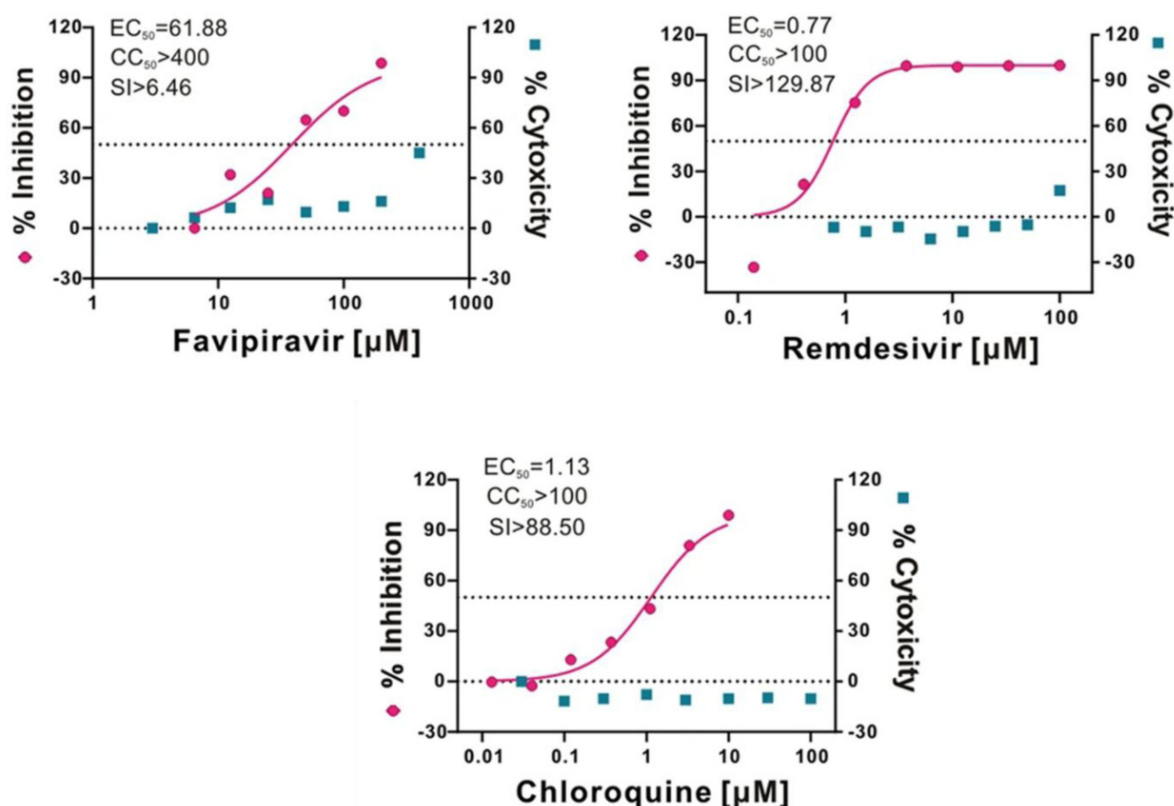 EC₅₀=61.88
CC₅₀>400
SI>6.46
% Inhibition
120
90
60
30
0
-30
120
90
60
30
0
-30
% Cytoxicity
1
10
100
1000
Favipiravir [µM]
EC₅₀=0.77
CC₅₀>100
SI>129.87
% Inhibition
120
90
60
30
0
-30
120
90
60
30
0
-30
% Cytoxicity
0.1
1
10
100
Remdesivir [µM]
EC₅₀=1.13
CC₅₀>100
SI>88.50
% Inhibition
120
90
60
30
0
-30
120
90
60
30
0
-30
% Cytoxicity
0.01
0.1
1
10
100
Chloroquine [µM]